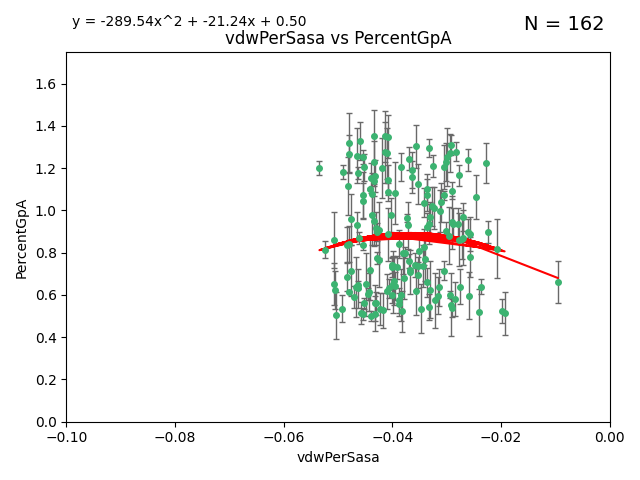 y = -289.54x^2 + -21.24x + 0.50
N = 162
vdwPerSasa vs PercentGpA
1.6
1.4
1.2
1.0
0.8
0.6
0.4
0.2
0.0
PercentGpA
−0.10 −0.08 −0.06 −0.04 −0.02 0.00
vdwPerSasa